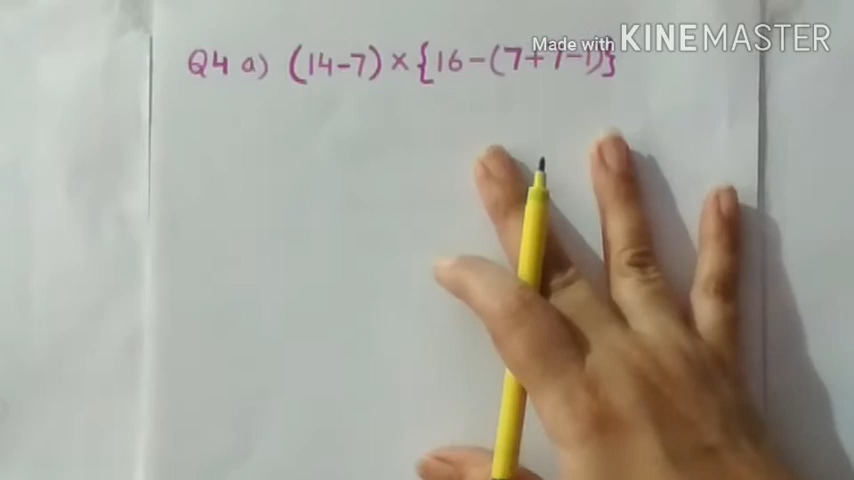 Made with KINEMASTER
Q4 a) (14-7) × {16-(7+7-1)}